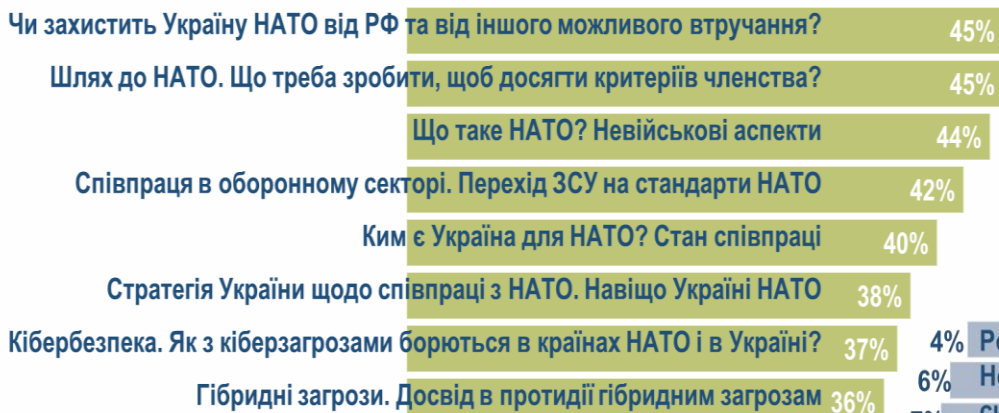 Чи захистить Україну НАТО від РФ та від іншого можливого втручання? 45%
Шлях до НАТО. Що треба зробити, щоб досягти критеріїв членства? 45%
Що таке НАТО? Невійськові аспекти 44%
Співпраця в оборонному секторі. Перехід ЗСУ на стандарти НАТО 42%
Ким є Україна для НАТО? Стан співпраці 40%
Стратегія України щодо співпраці з НАТО. Навіщо Україні НАТО 38%
Кібербезпека. Як з кіберзагрозами борються в країнах НАТО і в Україні? 37%
4%
Гібридні загрози. Досвід в протидії гібридним загрозам 36%
6%